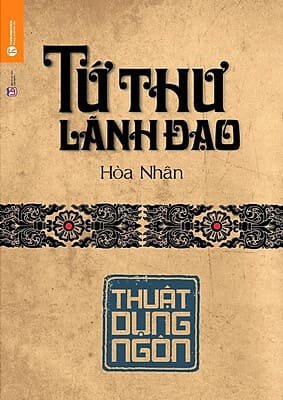 TỨ THƯ
LÃNH ĐẠO
Hòa Nhân
THUẬT
DỤNG
NGÔN